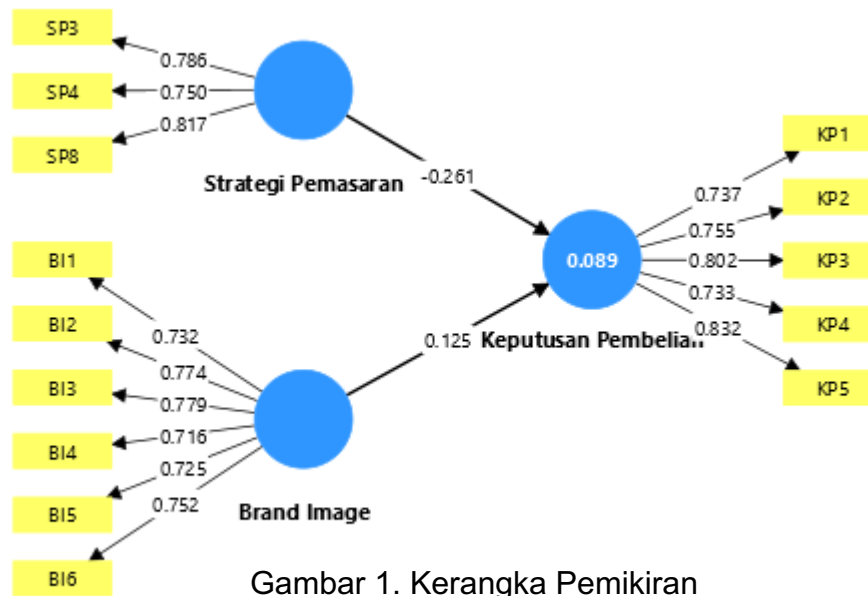 SP3
SP4
SP8
0.786
0.750
0.817
Strategi Pemasaran
-0.261
BI1
BI2
BI3
BI4
BI5
BI6
0.732
0.774
0.779
0.716
0.725
0.752
Brand Image
0.125
0.089
Keputusan Pembelian
0.737
0.755
0.802
0.733
0.832
KP1
KP2
KP3
KP4
KP5
Gambar 1. Kerangka Pemikiran